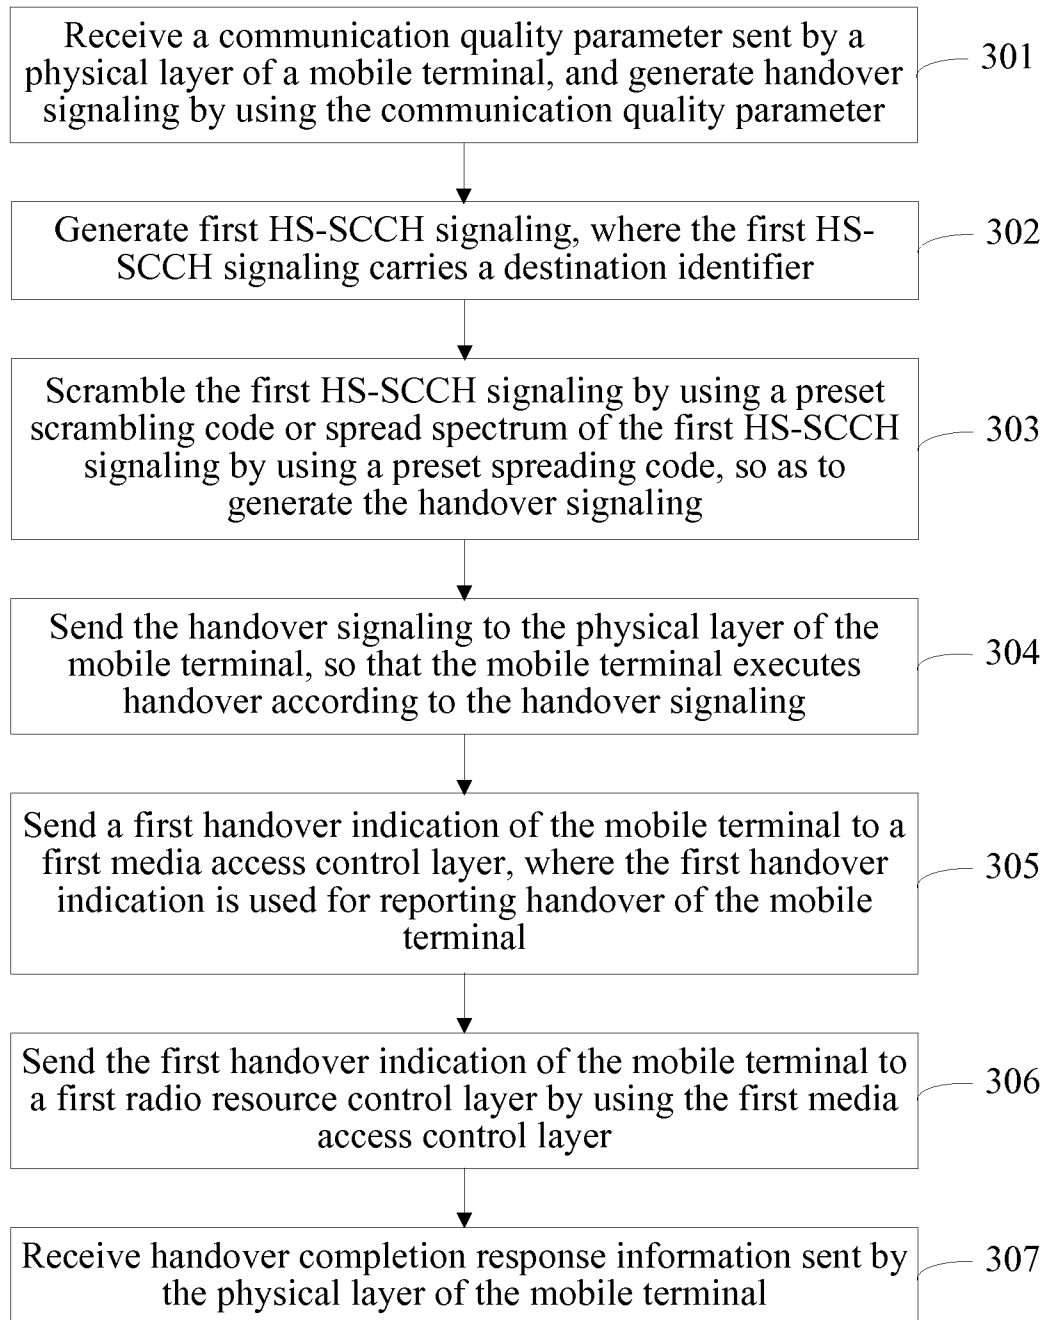 Receive a communication quality parameter sent by a
physical layer of a mobile terminal, and generate handover
signaling by using the communication quality parameter
301
Generate first HS-SCCH signaling, where the first HS-
SCCH signaling carries a destination identifier
302
Scramble the first HS-SCCH signaling by using a preset
scrambling code or spread spectrum of the first HS-SCCH
signaling by using a preset spreading code, so as to
generate the handover signaling
303
Send the handover signaling to the physical layer of the
mobile terminal, so that the mobile terminal executes
handover according to the handover signaling
304
Send a first handover indication of the mobile terminal to a
first media access control layer, where the first handover
indication is used for reporting handover of the mobile
terminal
305
Send the first handover indication of the mobile terminal to
a first radio resource control layer by using the first media
access control layer
306
Receive handover completion response information sent by
the physical layer of the mobile terminal
307